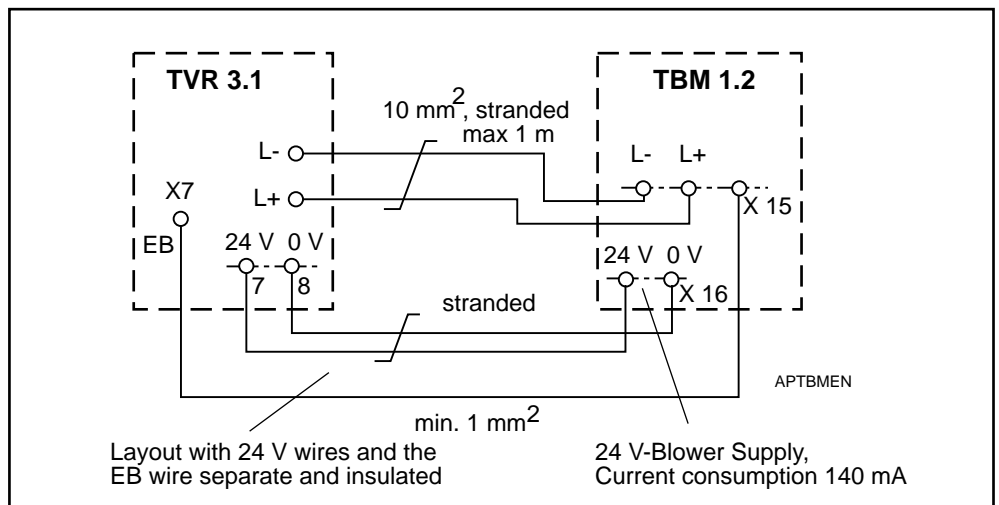 TVR 3.1
TBM 1.2
10 mm², stranded
max 1 m
L-
L- L+
X7
L+
X 15
EB
24 V 0 V
24 V 0 V
7 8
X 16
stranded
APTBMEN
min. 1 mm²
Layout with 24 V wires and the
EB wire separate and insulated
24 V-Blower Supply,
Current consumption 140 mA